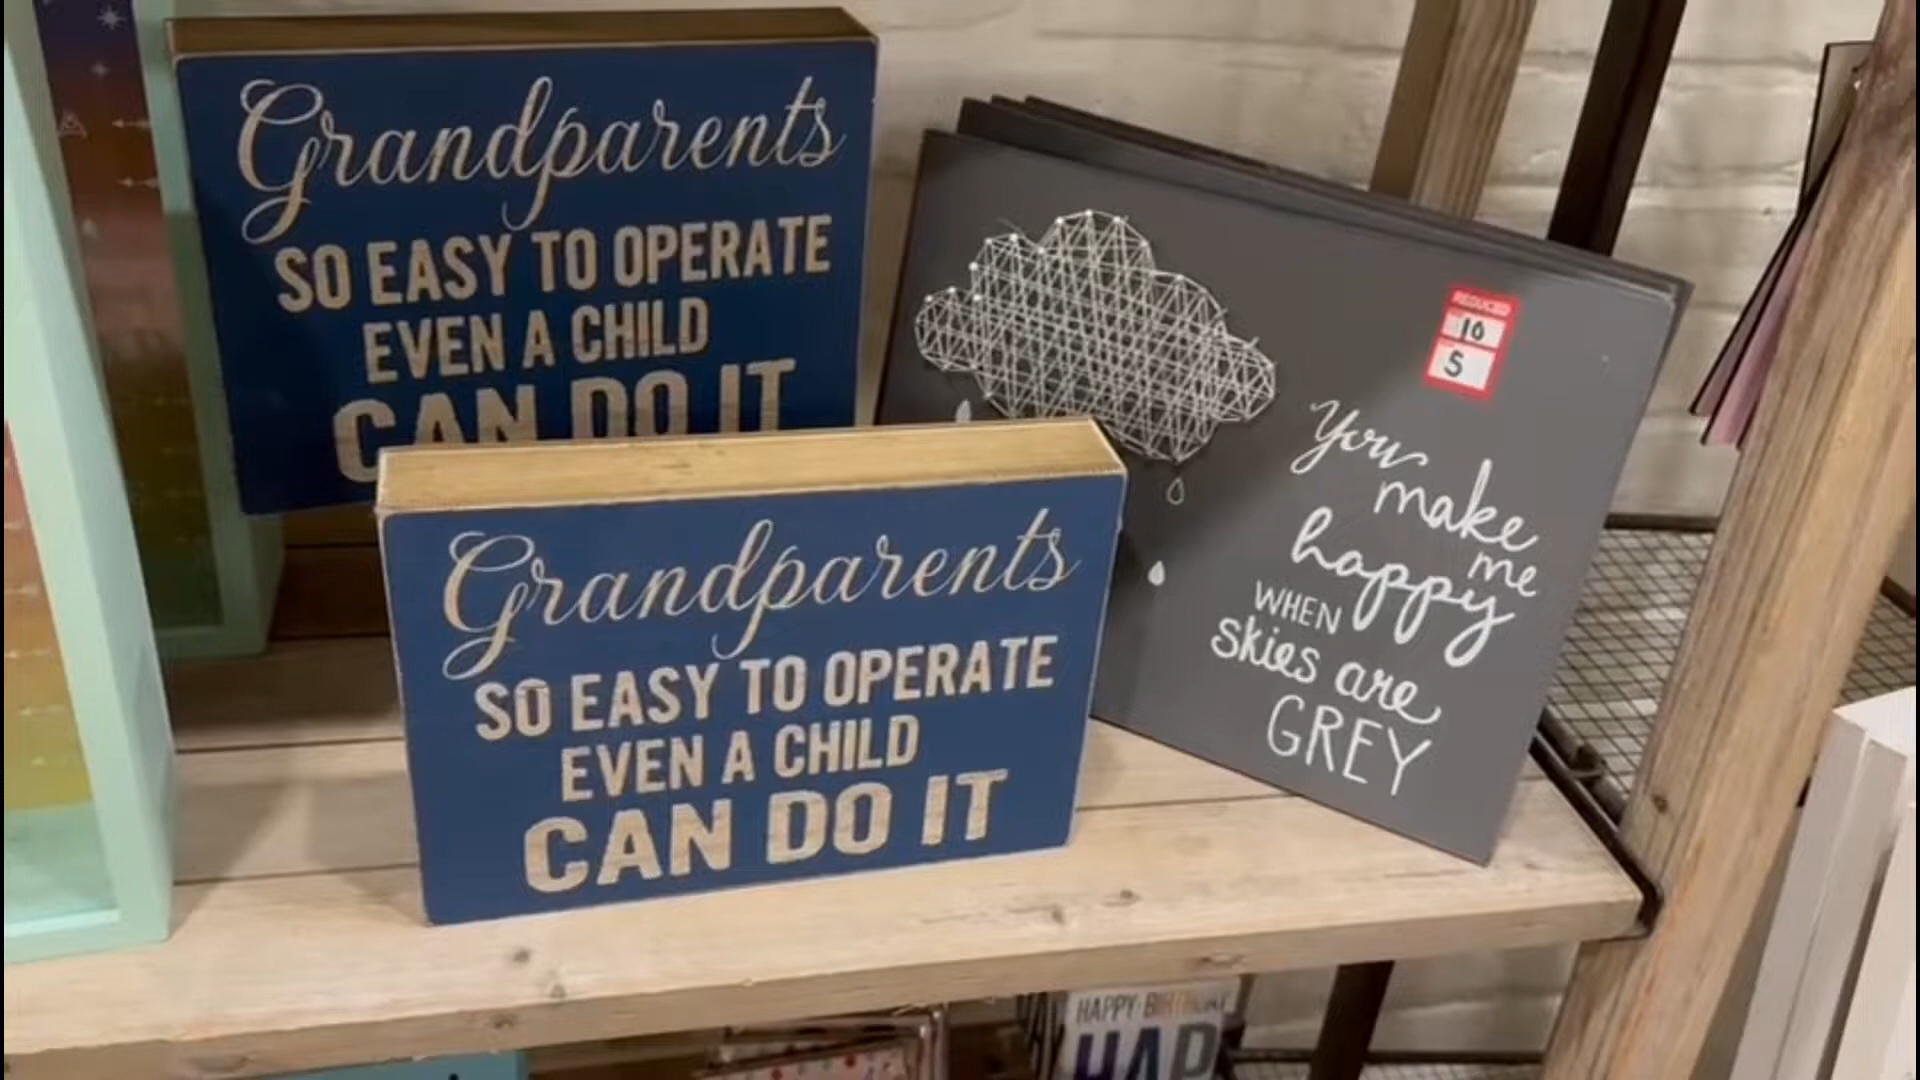 Grandparents
SO EASY TO OPERATE
EVEN A CHILD
CAN DO IT
Grandparents
SO EASY TO OPERATE
EVEN A CHILD
CAN DO IT
REDUCED
10
5
You
make
me
happy
WHEN
skies are
GREY
HAPPY BIRTHDAY